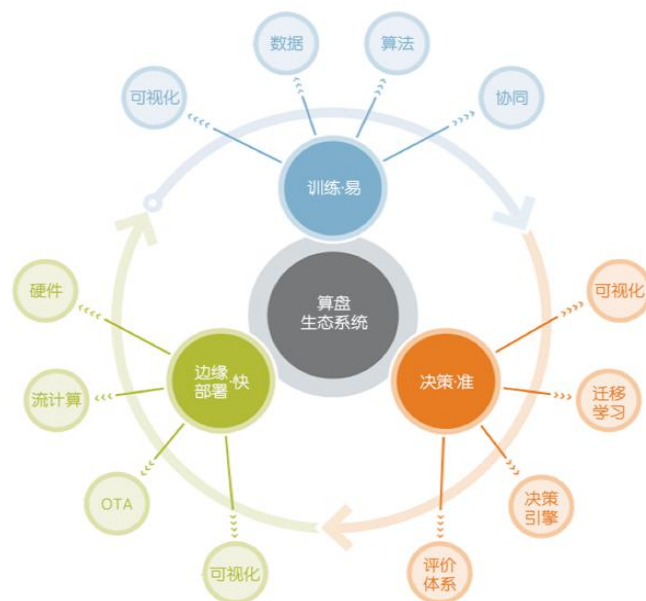 数据
算法
可视化
协同
训练·易
算盘
生态系统
硬件
流计算
OTA
可视化
边缘
部署·快
决策·准
可视化
迁移
学习
决策
引擎
评价
体系